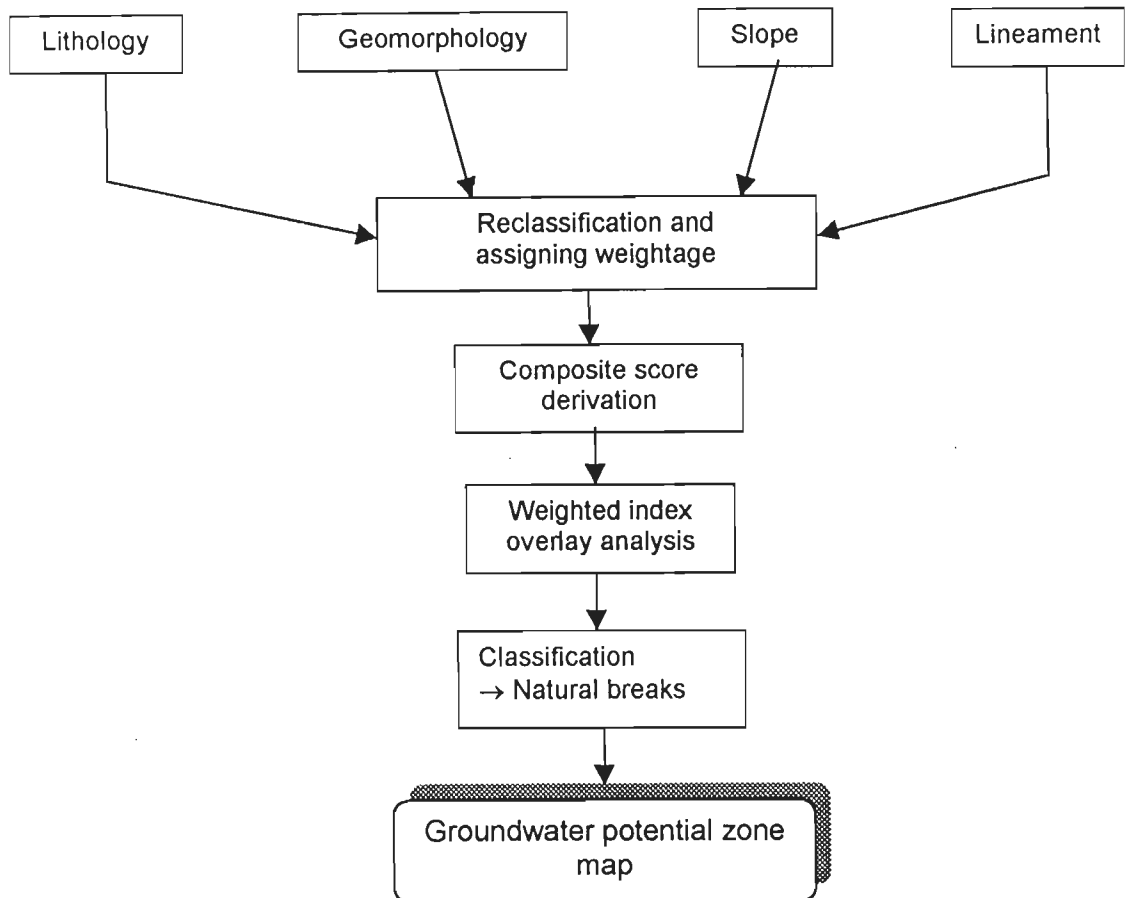 Lithology
Geomorphology
Slope
Lineament
Reclassification and
assigning weightage
Composite score
derivation
Weighted index
overlay analysis
Classification
→ Natural breaks
Groundwater potential zone
map